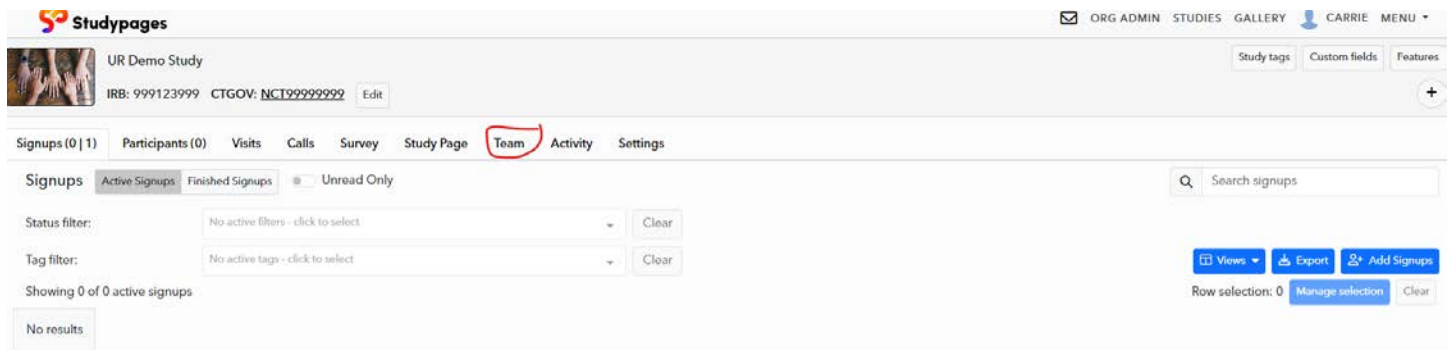 Studypages
ORG ADMIN STUDIES GALLERY CARRIE MENU
UR Demo Study
Study tags Custom fields Features
IRB: 999123999 CTGOV: NCT99999999 Edit
+
Signups (0 | 1) Participants (0) Visits Calls Survey Study Page Team Activity Settings
Signups Active Signups Finished Signups Unread Only
Search signups
Status filter: No active filters - click to select Clear
Tag filter: No active tags - click to select Clear
Views Export Add Signups
Showing 0 of 0 active signups
Row selection: 0 Manage selection Clear
No results